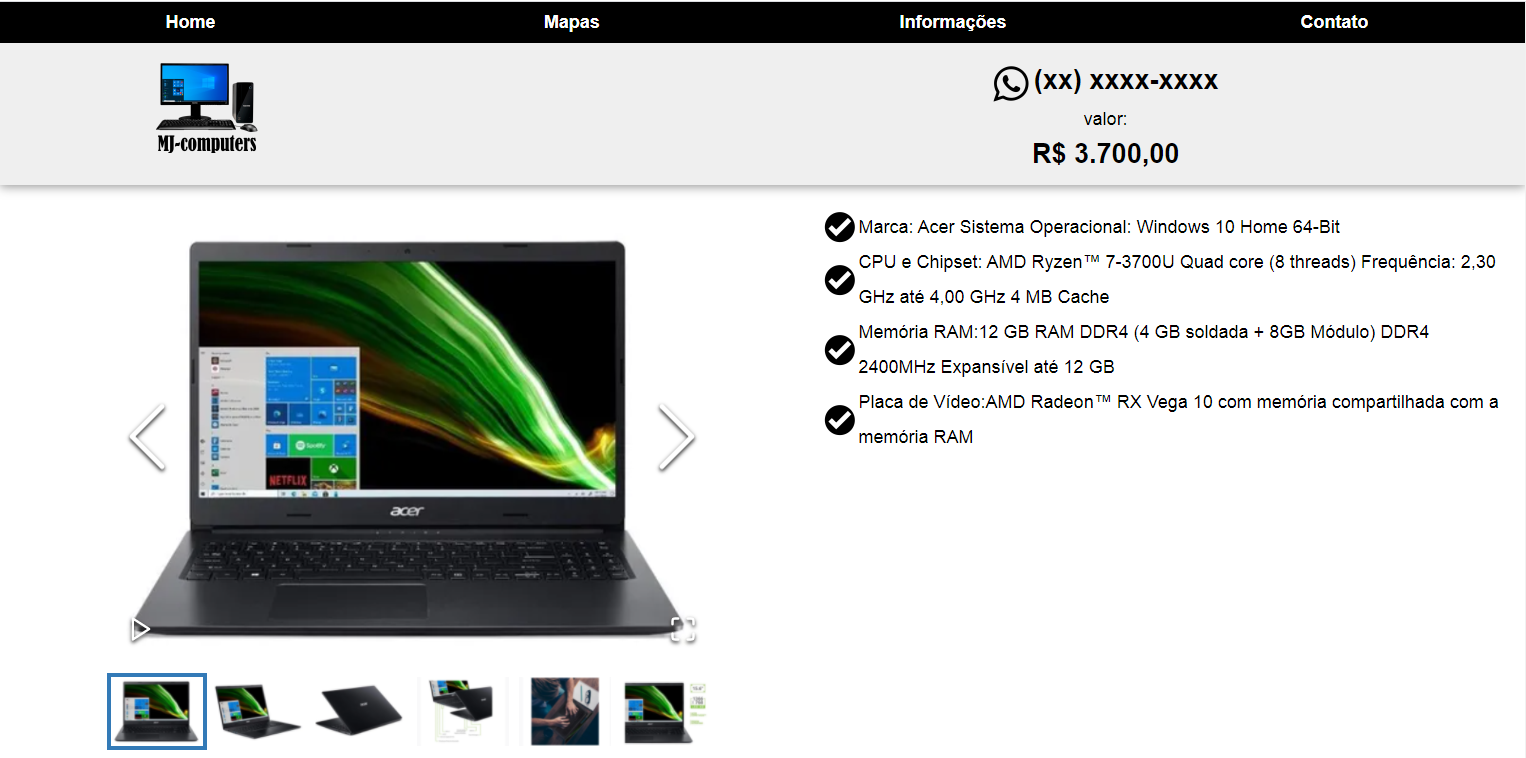 Home Mapas Informações Contato
MJ-computers
(xx) xxxx-xxxx
valor:
R$ 3.700,00
Marca: Acer Sistema Operacional: Windows 10 Home 64-Bit
CPU e Chipset: AMD Ryzen™ 7-3700U Quad core (8 threads) Frequência: 2,30
GHz até 4,00 GHz 4 MB Cache
Memória RAM:12 GB RAM DDR4 (4 GB soldada + 8GB Módulo) DDR4
2400MHz Expansível até 12 GB
Placa de Vídeo:AMD Radeon™ RX Vega 10 com memória compartilhada com a
memória RAM
Spotify
NETFLIX
acer